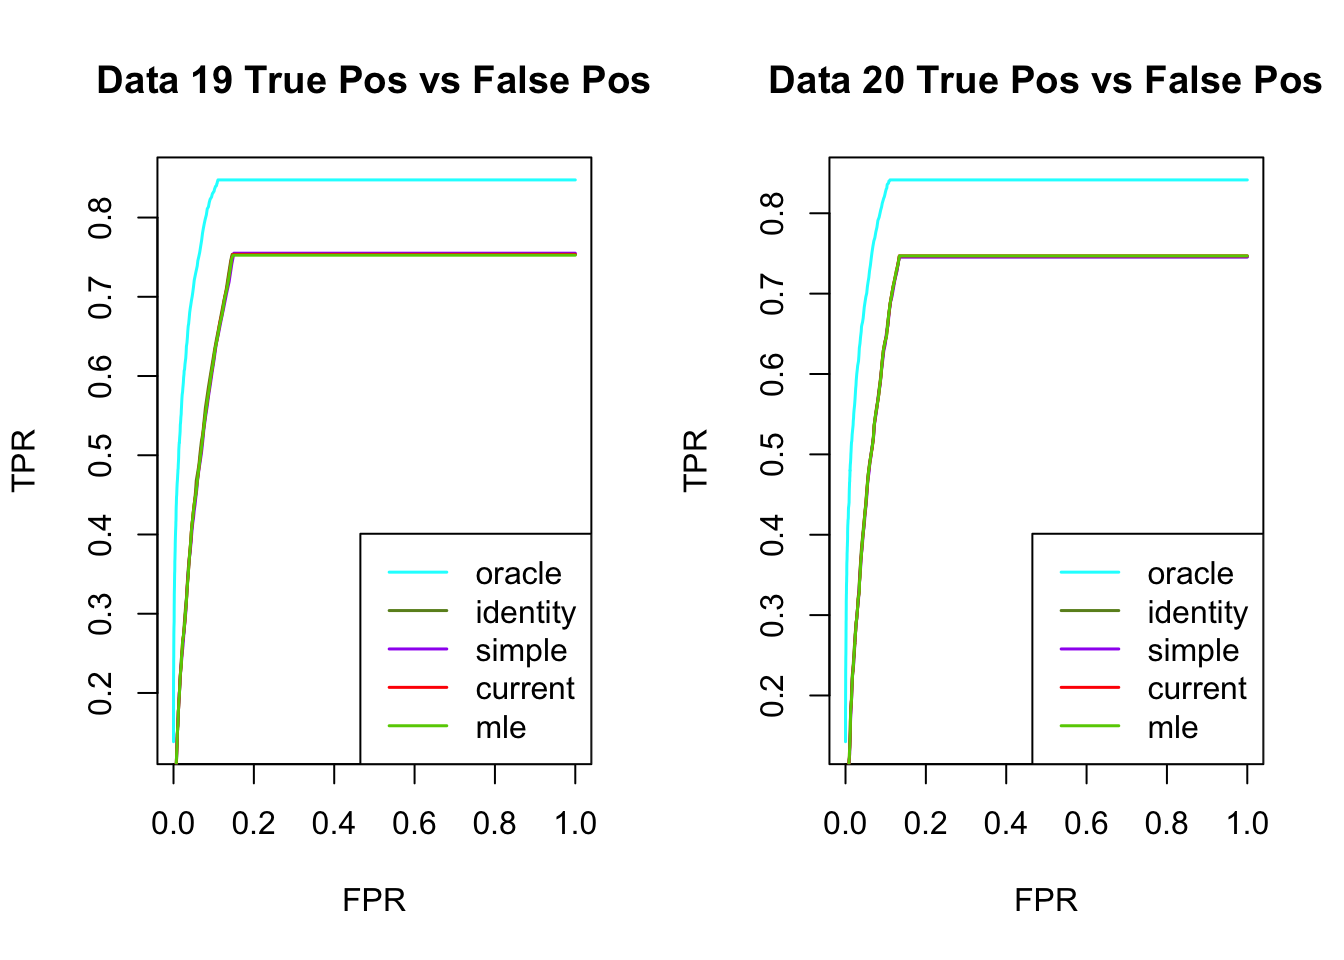 Data 19 True Pos vs False Pos
TPR
0.8
0.7
0.6
0.5
0.4
0.3
0.2
oracle
identity
simple
current
mle
0.0 0.2 0.4 0.6 0.8 1.0
FPR
Data 20 True Pos vs False Pos
TPR
0.8
0.7
0.6
0.5
0.4
0.3
0.2
oracle
identity
simple
current
mle
0.0 0.2 0.4 0.6 0.8 1.0
FPR